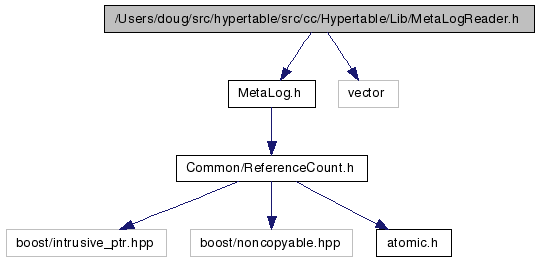 /Users/doug/src/hypertable/src/cc/Hypertable/Lib/MetaLogReader.h
MetaLog.h
vector
Common/ReferenceCount.h
boost/intrusive_ptr.hpp
boost/noncopyable.hpp
atomic.h